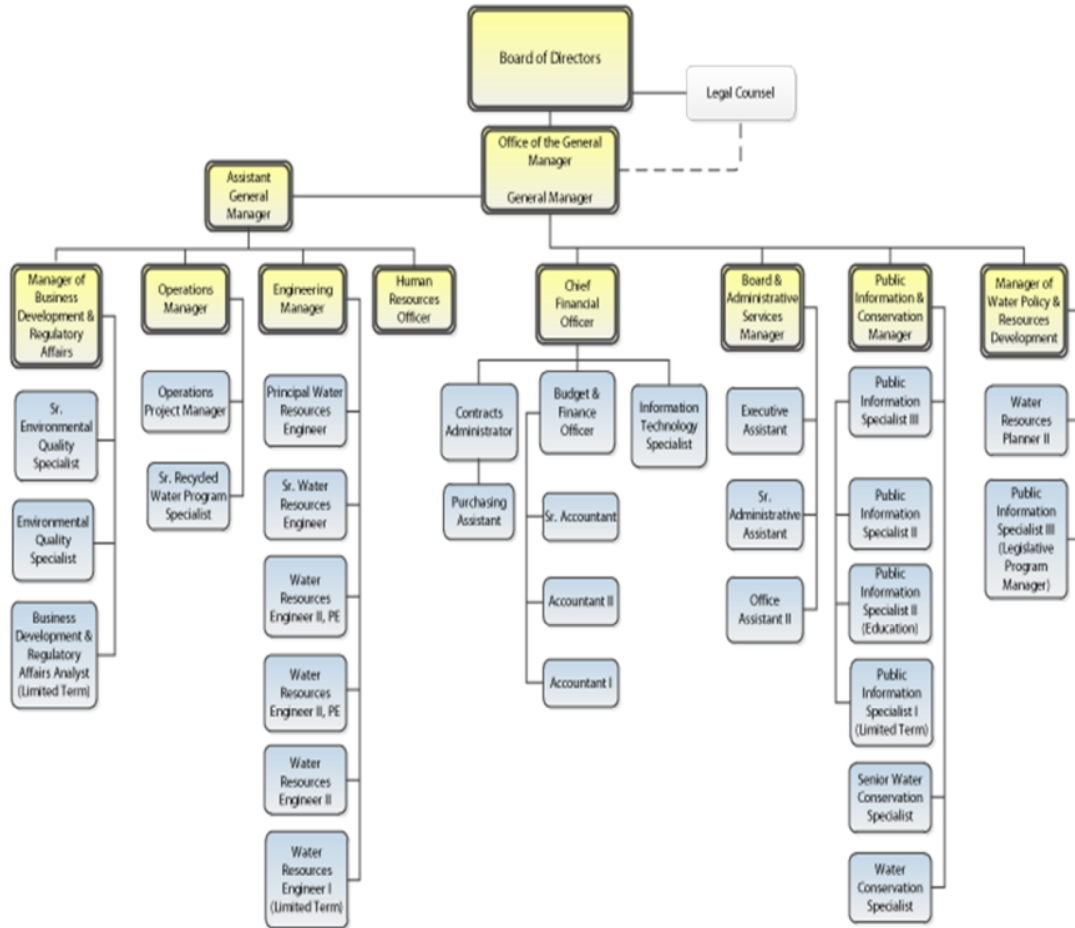 Board of Directors
Legal Counsel
Office of the General
Manager
General Manager
Assistant
General
Manager
Manager of
Business
Development &
Regulatory
Affairs
Operations
Manager
Engineering
Manager
Human
Resources
Officer
Chief
Financial
Officer
Board &
Administrative
Services
Manager
Public
Information &
Conservation
Manager
Manager of
Water Policy &
Resources
Development
Sr.
Environmental
Quality
Specialist
Environmental
Quality
Specialist
Business
Development &
Regulatory
Affairs Analyst
(Limited Term)
Operations
Project Manager
Sr. Recycled
Water Program
Specialist
Principal Water
Resources
Engineer
Sr. Water
Resources
Engineer
Water
Resources
Engineer II, PE
Water
Resources
Engineer II, PE
Water
Resources
Engineer II
Water
Resources
Engineer I
(Limited Term)
Contracts
Administrator
Purchasing
Assistant
Budget &
Finance
Officer
Sr. Accountant
Accountant II
Accountant I
Information
Technology
Specialist
Executive
Assistant
Sr.
Administrative
Assistant
Office
Assistant II
Public
Information
Specialist III
Public
Information
Specialist II
Public
Information
Specialist II
(Education)
Public
Information
Specialist I
(Limited Term)
Senior Water
Conservation
Specialist
Water
Conservation
Specialist
Water
Resources
Planner II
Public
Information
Specialist III
(Legislative
Program
Manager)